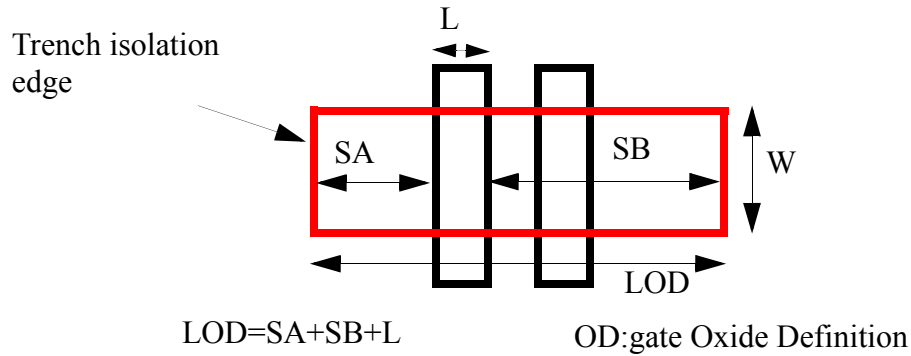 L
Trench isolation
edge
SA
SB
W
LOD
LOD=SA+SB+L
OD:gate Oxide Definition